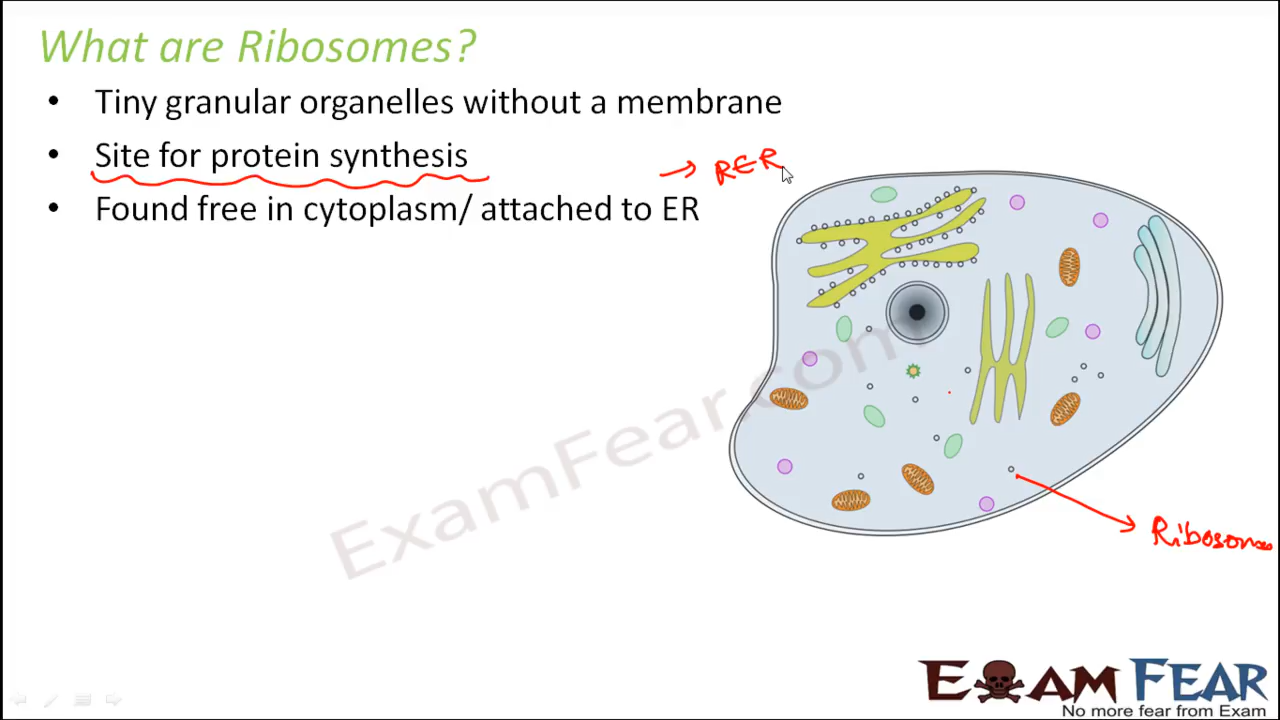 What are Ribosomes?
• Tiny granular organelles without a membrane
• Site for protein synthesis
→ RER
• Found free in cytoplasm/ attached to ER
ExamFear.com
Ribosomes
EXAM FEAR
No more fear from Exam